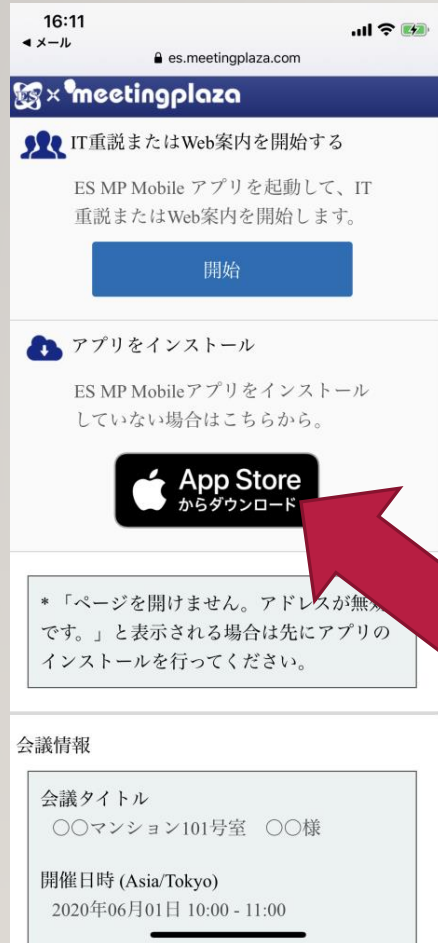 16:11
◀ メール
es.meetingplaza.com
ES × meetingplaza
IT重説またはWeb案内を開始する
ES MP Mobile アプリを起動して、IT
重説またはWeb案内を開始します。
開始
アプリをインストール
ES MP Mobileアプリをインストール
していない場合はこちらから。
App Store
からダウンロード
* 「ページを開けません。アドレスが無効
です。」と表示される場合は先にアプリの
インストールを行ってください。
会議情報
会議タイトル
〇〇マンション101号室 〇〇様
開催日時 (Asia/Tokyo)
2020年06月01日 10:00 - 11:00